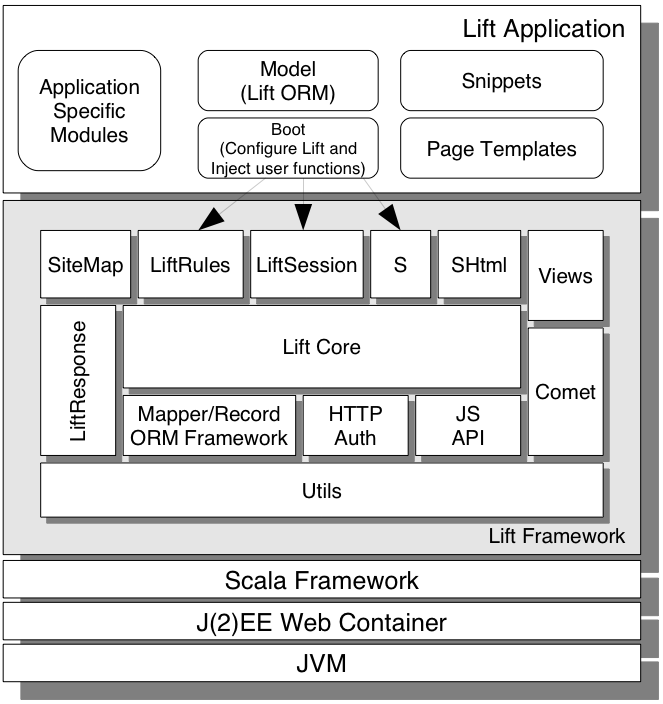 Lift Application
Application
Specific
Modules
Model
(Lift ORM)
Snippets
Boot
(Configure Lift and
Inject user functions)
Page Templates
SiteMap
LiftRules
LiftSession
S
SHtml
Views
LiftResponse
Lift Core
Comet
Mapper/Record
ORM Framework
HTTP
Auth
JS
API
Utils
Lift Framework
Scala Framework
J(2)EE Web Container
JVM